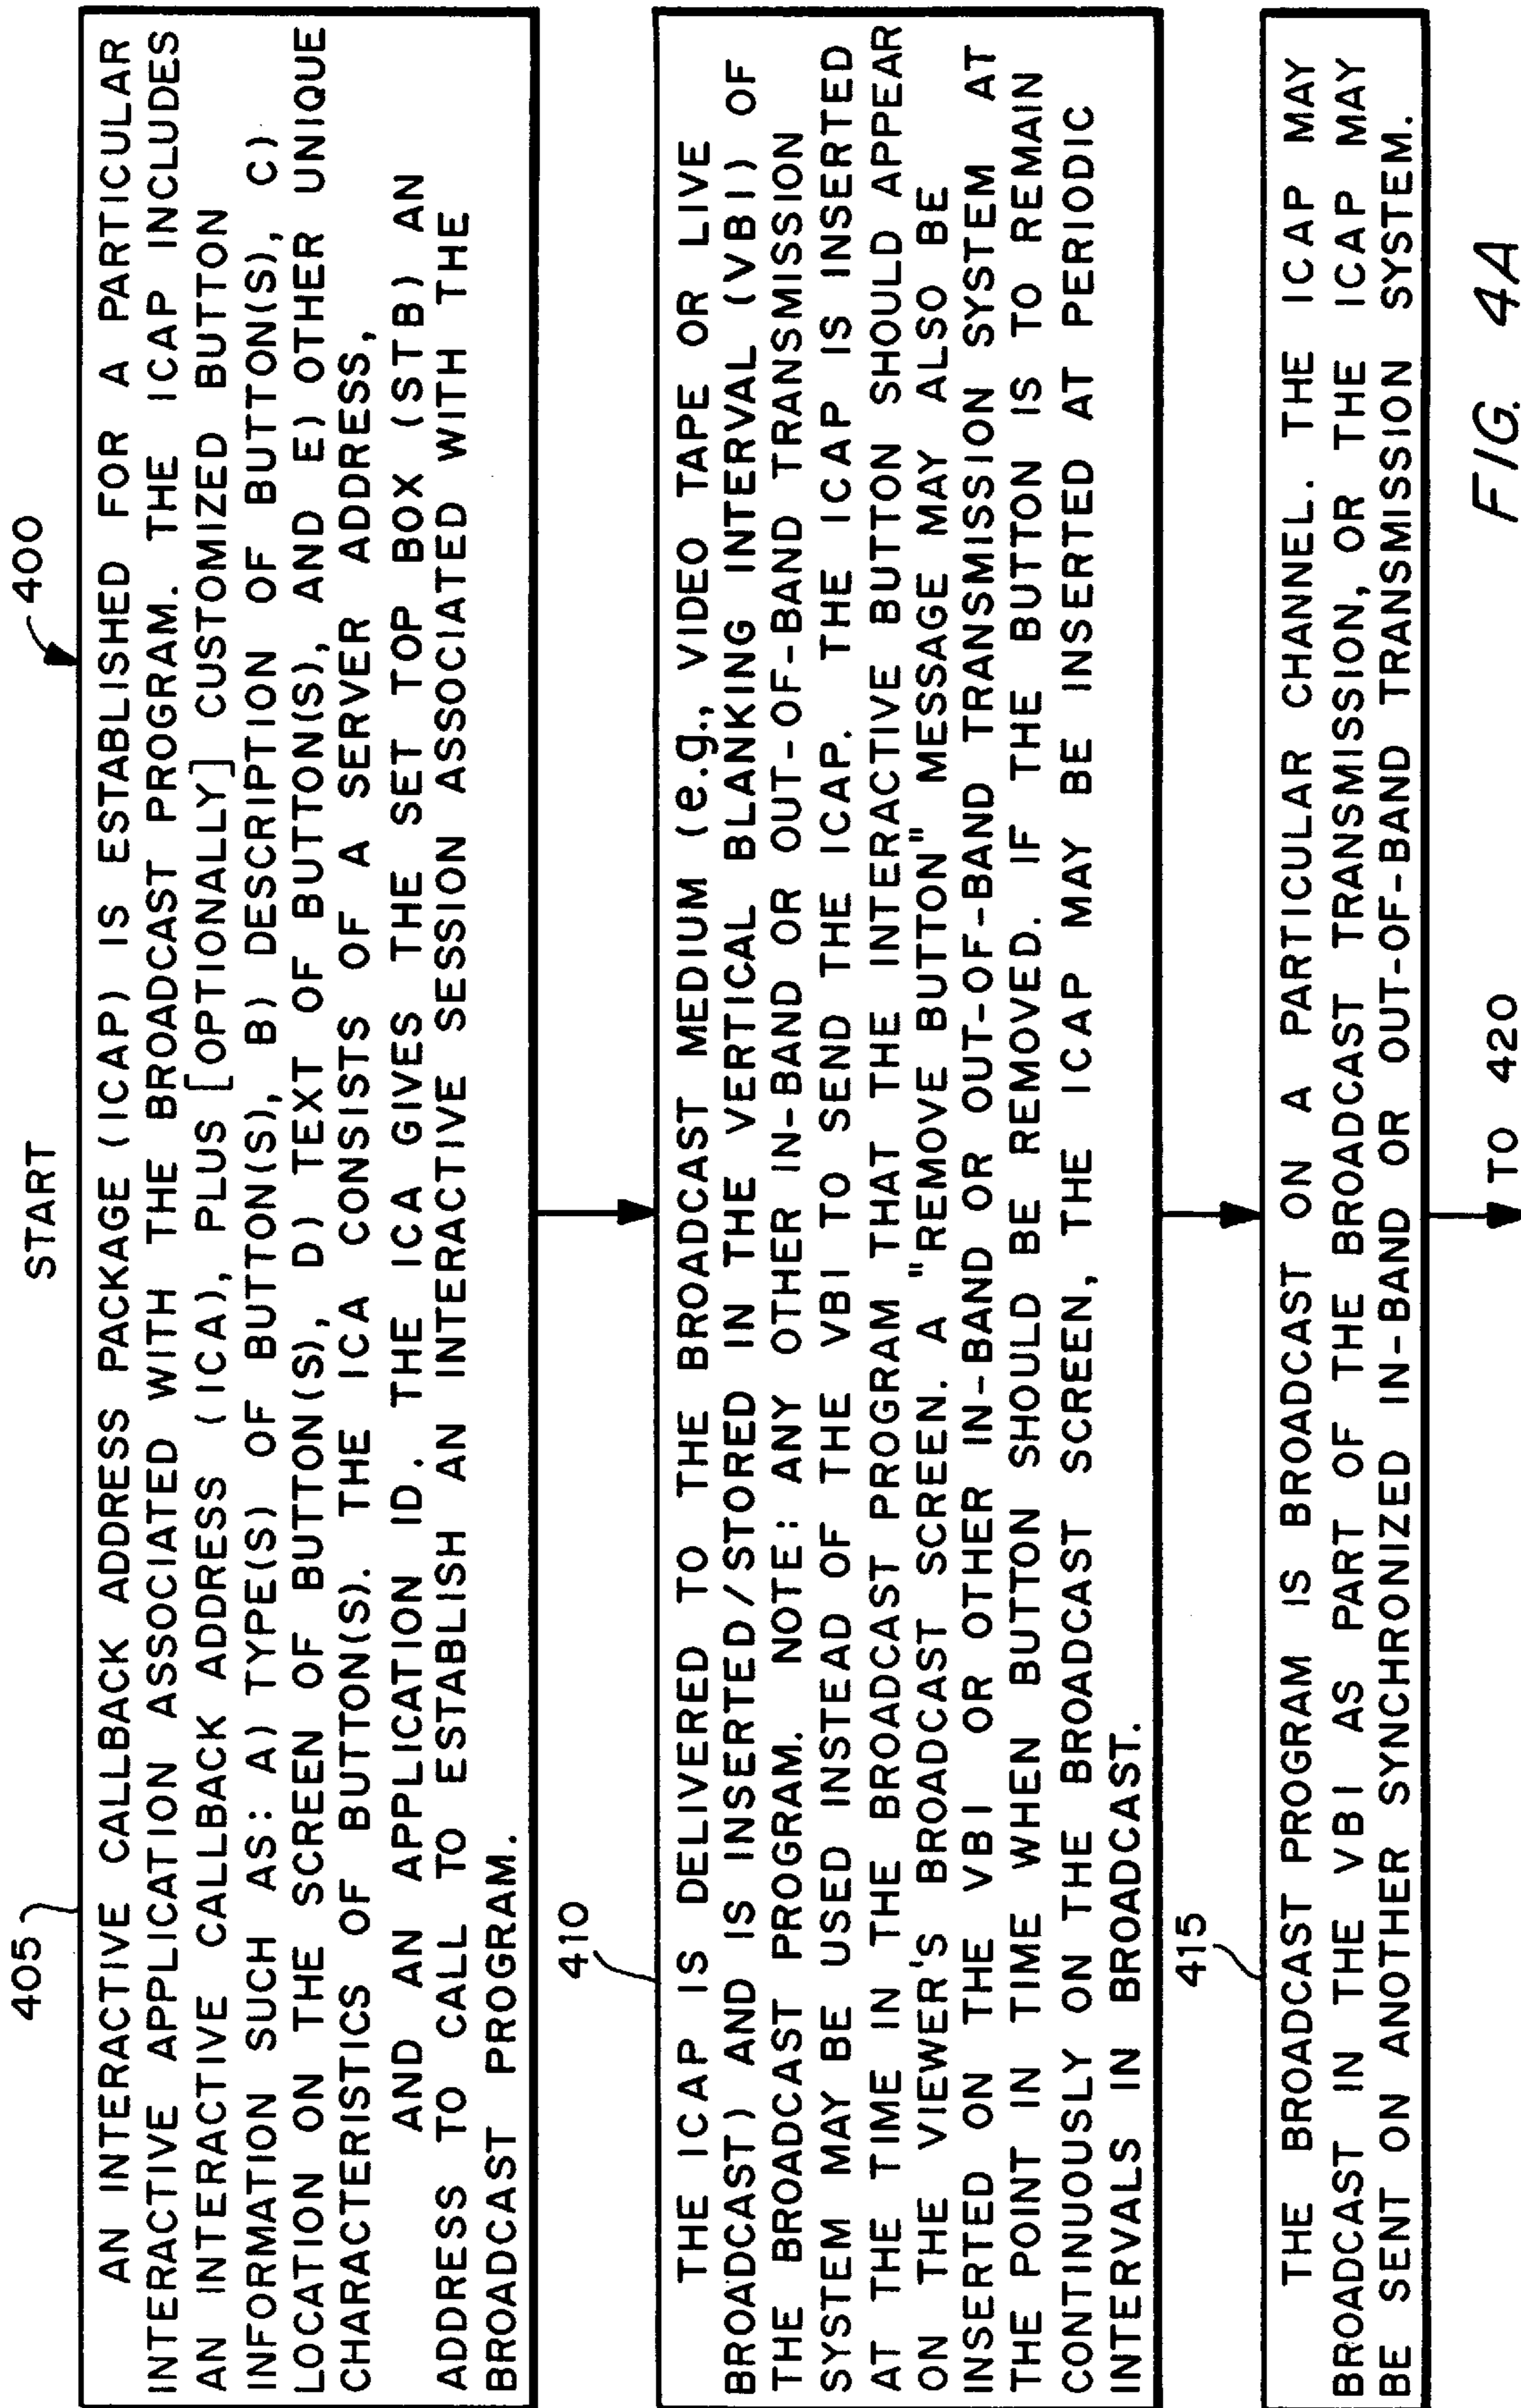 START
400
405
AN INTERACTIVE CALLBACK ADDRESS PACKAGE (ICAP) IS ESTABLISHED FOR A PARTICULAR
INTERACTIVE APPLICATION ASSOCIATED WITH THE BROADCAST PROGRAM. THE ICAP INCLUDES
AN INTERACTIVE CALLBACK ADDRESS (ICA), PLUS [OPTIONALLY] CUSTOMIZED BUTTON
INFORMATION SUCH AS: A) TYPE(S) OF BUTTON(S), B) DESCRIPTION OF BUTTON(S), C)
LOCATION ON THE SCREEN OF BUTTON(S), D) TEXT OF BUTTON(S), AND E) OTHER UNIQUE
CHARACTERISTICS OF BUTTON(S). THE ICA CONSISTS OF A SERVER ADDRESS,
AND AN APPLICATION ID. THE ICA GIVES THE SET TOP BOX (STB) AN
ADDRESS TO CALL TO ESTABLISH AN INTERACTIVE SESSION ASSOCIATED WITH THE
BROADCAST PROGRAM.
410
THE ICAP IS DELIVERED TO THE BROADCAST MEDIUM (e.g., VIDEO TAPE OR LIVE
BROADCAST) AND IS INSERTED/STORED IN THE VERTICAL BLANKING INTERVAL (VBI) OF
THE BROADCAST PROGRAM. NOTE: ANY OTHER IN-BAND OR OUT-OF-BAND TRANSMISSION
SYSTEM MAY BE USED INSTEAD OF THE VBI TO SEND THE ICAP. THE ICAP IS INSERTED
AT THE TIME IN THE BROADCAST PROGRAM THAT THE INTERACTIVE BUTTON SHOULD APPEAR
ON THE VIEWER'S BROADCAST SCREEN. A "REMOVE BUTTON" MESSAGE MAY ALSO BE
INSERTED ON THE VBI OR OTHER IN-BAND OR OUT-OF-BAND TRANSMISSION SYSTEM AT
THE POINT IN TIME WHEN BUTTON SHOULD BE REMOVED. IF THE BUTTON IS TO REMAIN
CONTINUOUSLY ON THE BROADCAST SCREEN, THE ICAP MAY BE INSERTED AT PERIODIC
INTERVALS IN BROADCAST.
415
THE BROADCAST PROGRAM IS BROADCAST ON A PARTICULAR CHANNEL. THE ICAP MAY
BROADCAST IN THE VBI AS PART OF THE BROADCAST TRANSMISSION, OR THE ICAP MAY
BE SENT ON ANOTHER SYNCHRONIZED IN-BAND OR OUT-OF-BAND TRANSMISSION SYSTEM.
TO 420
FIG. 4A